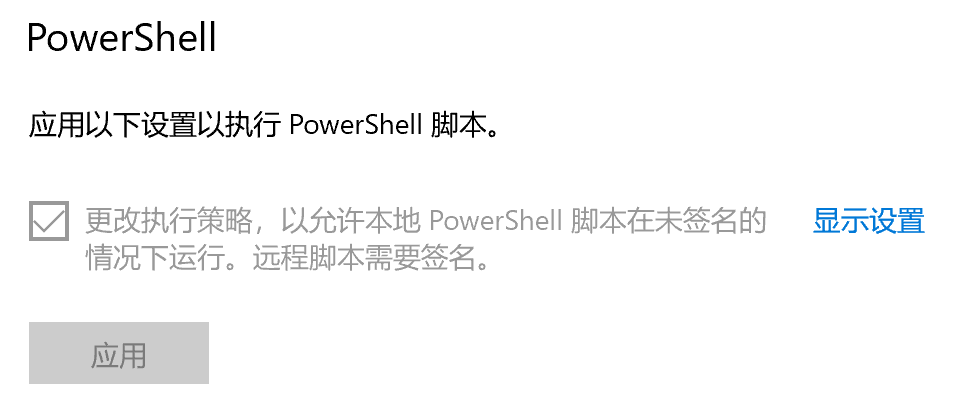 PowerShell
应用以下设置以执行 PowerShell 脚本。
更改执行策略，以允许本地 PowerShell 脚本在未签名的
显示设置
情况下运行。远程脚本需要签名。
应用